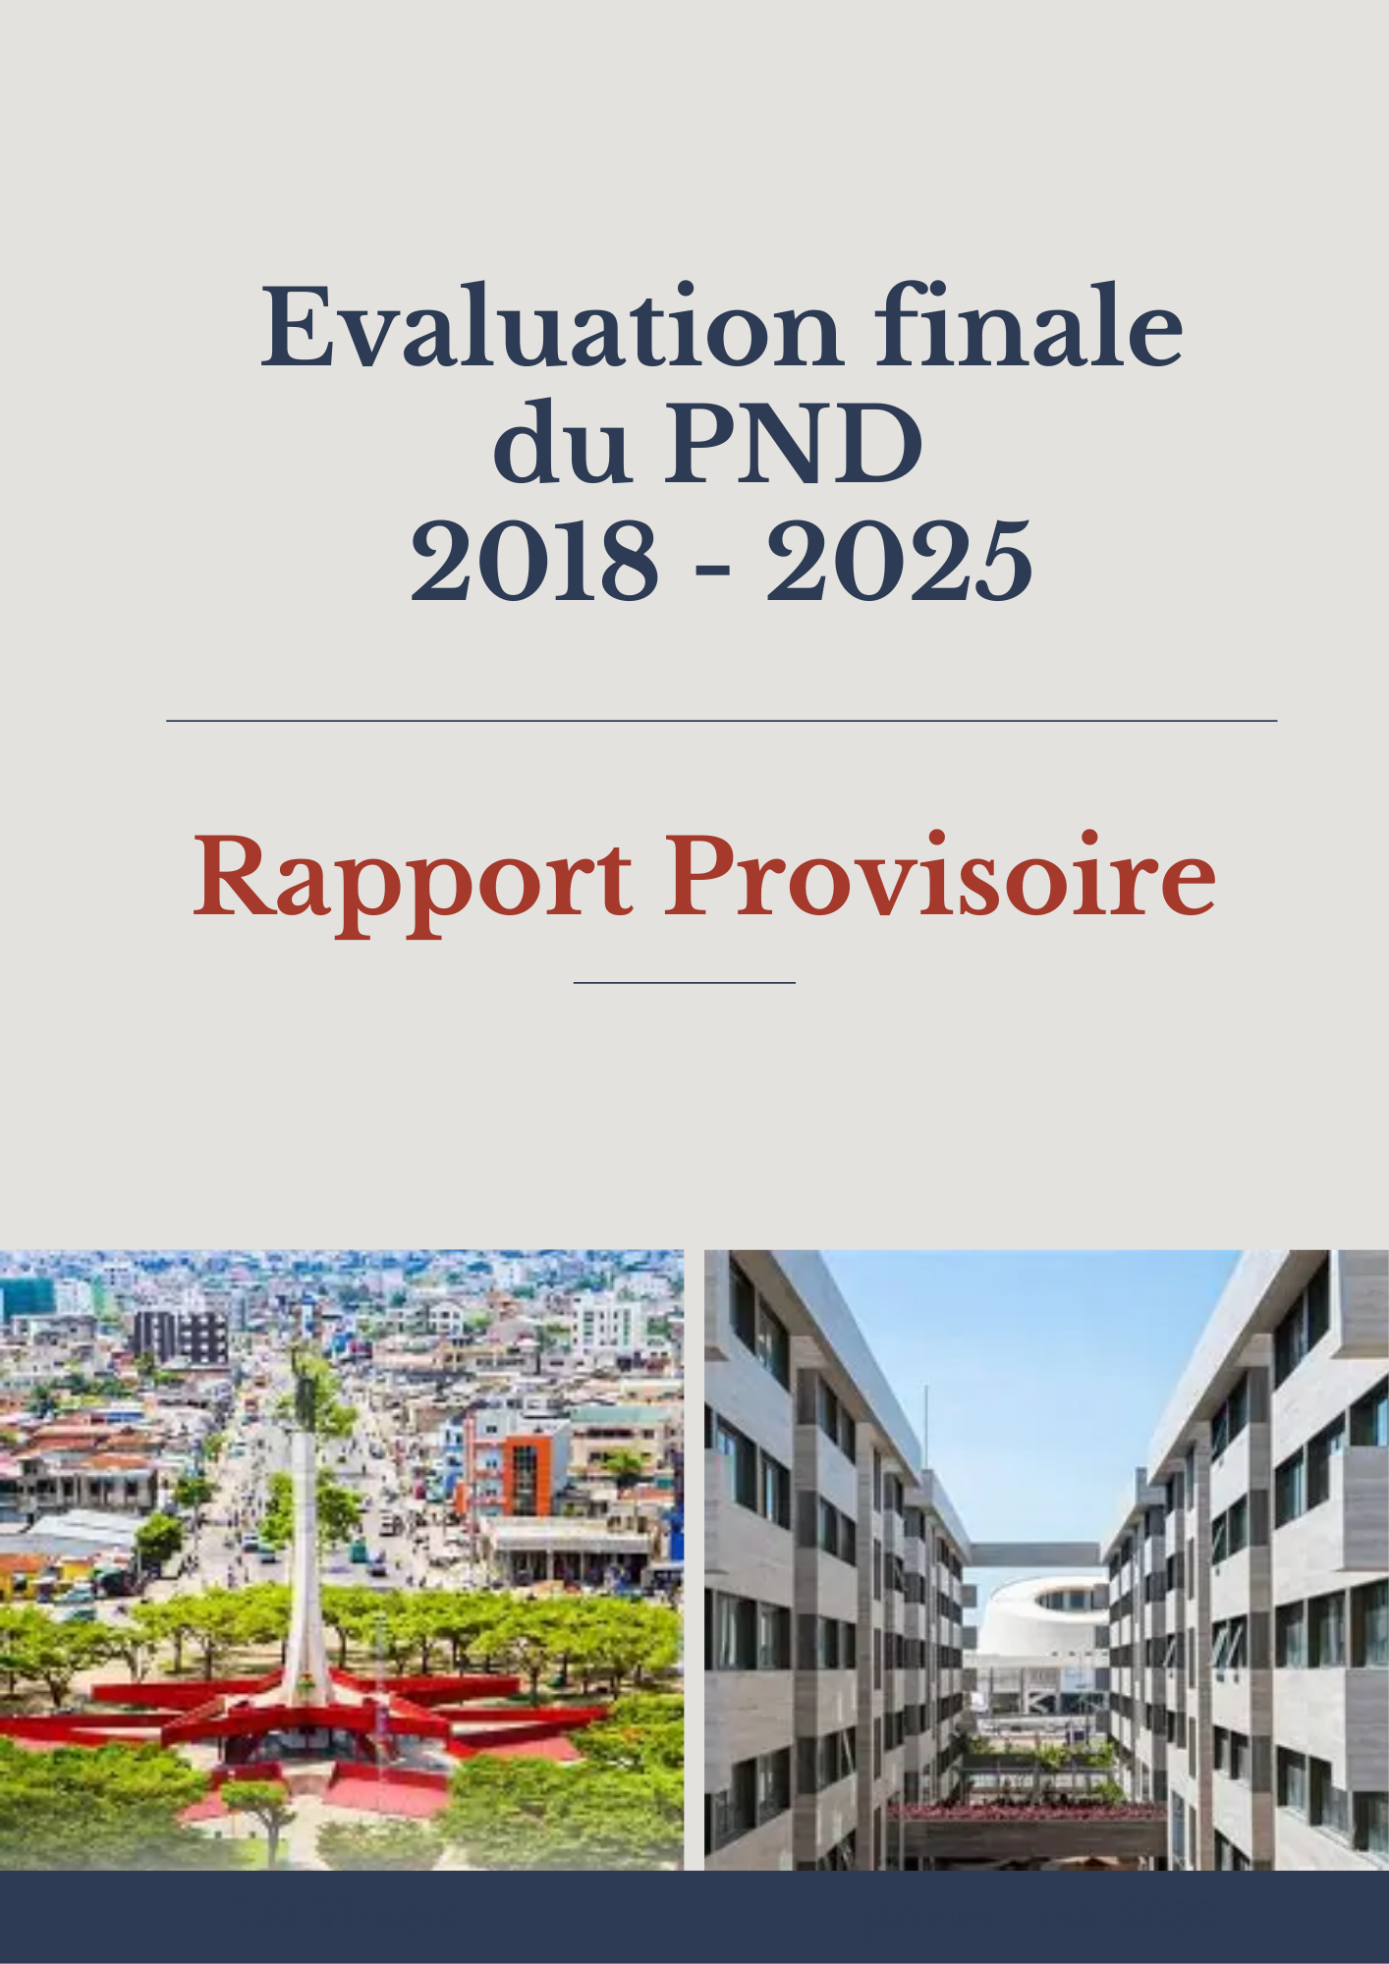 Evaluation finale
du PND
2018 - 2025
Rapport Provisoire